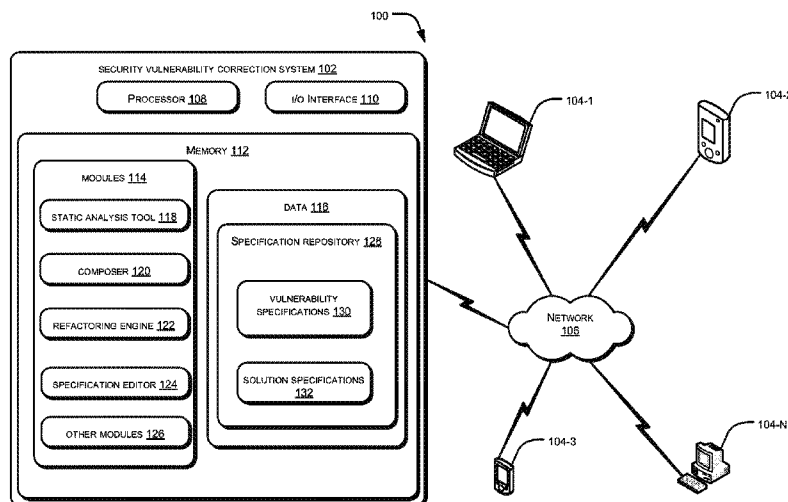 100
SECURITY VULNERABILITY CORRECTION SYSTEM 102
PROCESSOR 108
I/O INTERFACE 110
MEMORY 112
MODULES 114
STATIC ANALYSIS TOOL 118
COMPOSER 120
REFACTORING ENGINE 122
SPECIFICATION EDITOR 124
OTHER MODULES 126
DATA 116
SPECIFICATION REPOSITORY 128
VULNERABILITY
SPECIFICATIONS 130
SOLUTION SPECIFICATIONS
132
104-1
104-2
NETWORK
106
104-3
104-N